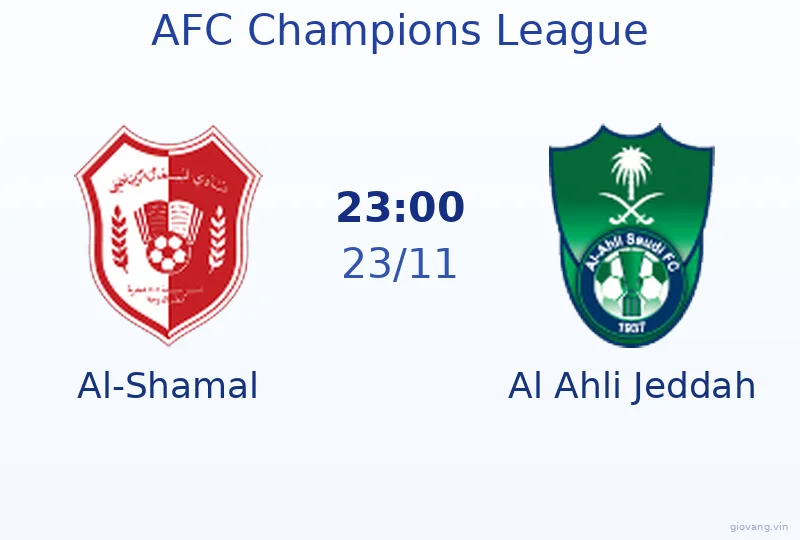 AFC Champions League
23:00
23/11
Al-Ahli Saudi FC
1937
Al-Shamal
Al Ahli Jeddah
giovang.vin